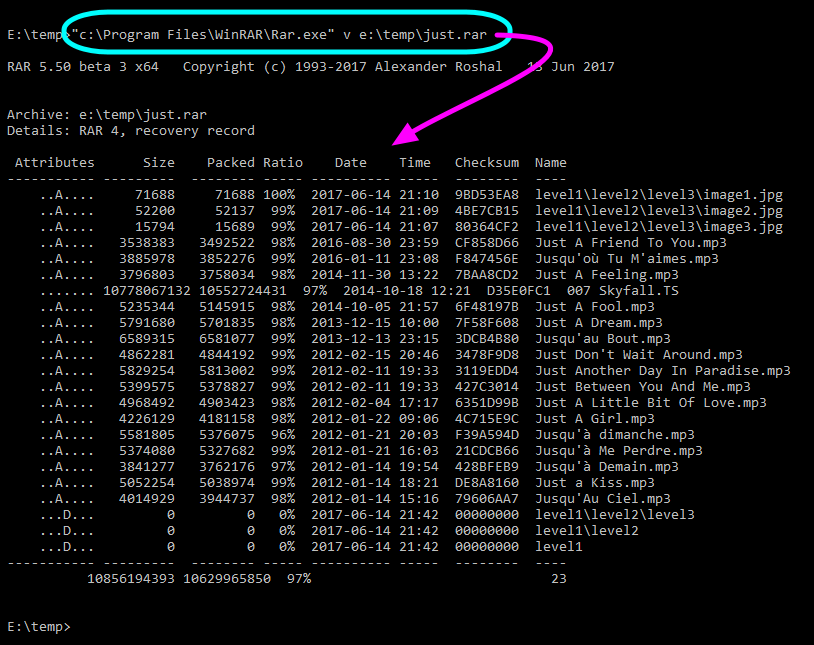 E:\temp>"c:\Program Files\WinRAR\Rar.exe" v e:\temp\just.rar
RAR 5.50 beta 3 x64   Copyright (c) 1993-2017 Alexander Roshal   13 Jun 2017
Archive: e:\temp\just.rar
Details: RAR 4, recovery record
 Attributes      Size    Packed Ratio    Date    Time   Checksum  Name
----------- ---------  -------- ----- ---------- -----  --------  ----
    ..A....     71688     71688 100%  2017-06-14 21:10  9BD53EA8  level1\level2\level3\image1.jpg
    ..A....     52200     52137  99%  2017-06-14 21:09  4BE7CB15  level1\level2\level3\image2.jpg
    ..A....     15794     15689  99%  2017-06-14 21:07  80364CF2  level1\level2\level3\image3.jpg
    ..A....   3538383   3492522  98%  2016-08-30 23:59  CF858D66  Just A Friend To You.mp3
    ..A....   3885978   3852276  99%  2016-01-11 23:08  F847456E  Jusqu'où Tu M'aimes.mp3
    ..A....   3796803   3758034  98%  2014-11-30 13:22  7BAA8CD2  Just A Feeling.mp3
    ....... 10778067132 10552724431  97%  2014-10-18 12:21  D35E0FC1  007 Skyfall.TS
    ..A....   5235344   5145915  98%  2014-10-05 21:57  6F48197B  Just A Fool.mp3
    ..A....   5791680   5701835  98%  2013-12-15 10:00  7F58F608  Just A Dream.mp3
    ..A....   6589315   6581077  99%  2013-12-13 23:15  3DCB4B80  Jusqu'au Bout.mp3
    ..A....   4862281   4844192  99%  2012-02-15 20:46  3478F9D8  Just Don't Wait Around.mp3
    ..A....   5829254   5813002  99%  2012-02-11 19:33  3119EDD4  Just Another Day In Paradise.mp3
    ..A....   5399575   5378827  99%  2012-02-11 19:33  427C3014  Just Between You And Me.mp3
    ..A....   4968492   4903423  98%  2012-02-04 17:17  6351D99B  Just A Little Bit Of Love.mp3
    ..A....   4226129   4181158  98%  2012-01-22 09:06  4C715E9C  Just A Girl.mp3
    ..A....   5581805   5376075  96%  2012-01-21 20:03  F39A594D  Jusqu'à dimanche.mp3
    ..A....   5374080   5327682  99%  2012-01-21 16:03  21CDCB66  Jusqu'à Me Perdre.mp3
    ..A....   3841277   3762176  97%  2012-01-14 19:54  428BFEB9  Jusqu'à Demain.mp3
    ..A....   5052254   5038974  99%  2012-01-14 18:21  DE8A8160  Just a Kiss.mp3
    ..A....   4014929   3944737  98%  2012-01-14 15:16  79606AA7  Jusqu'Au Ciel.mp3
    ...D...         0         0   0%  2017-06-14 21:42  00000000  level1\level2\level3
    ...D...         0         0   0%  2017-06-14 21:42  00000000  level1\level2
    ...D...         0         0   0%  2017-06-14 21:42  00000000  level1
----------- ---------  -------- ----- ---------- -----  --------  ----
          10856194393 10629965850  97%                              23
E:\temp>